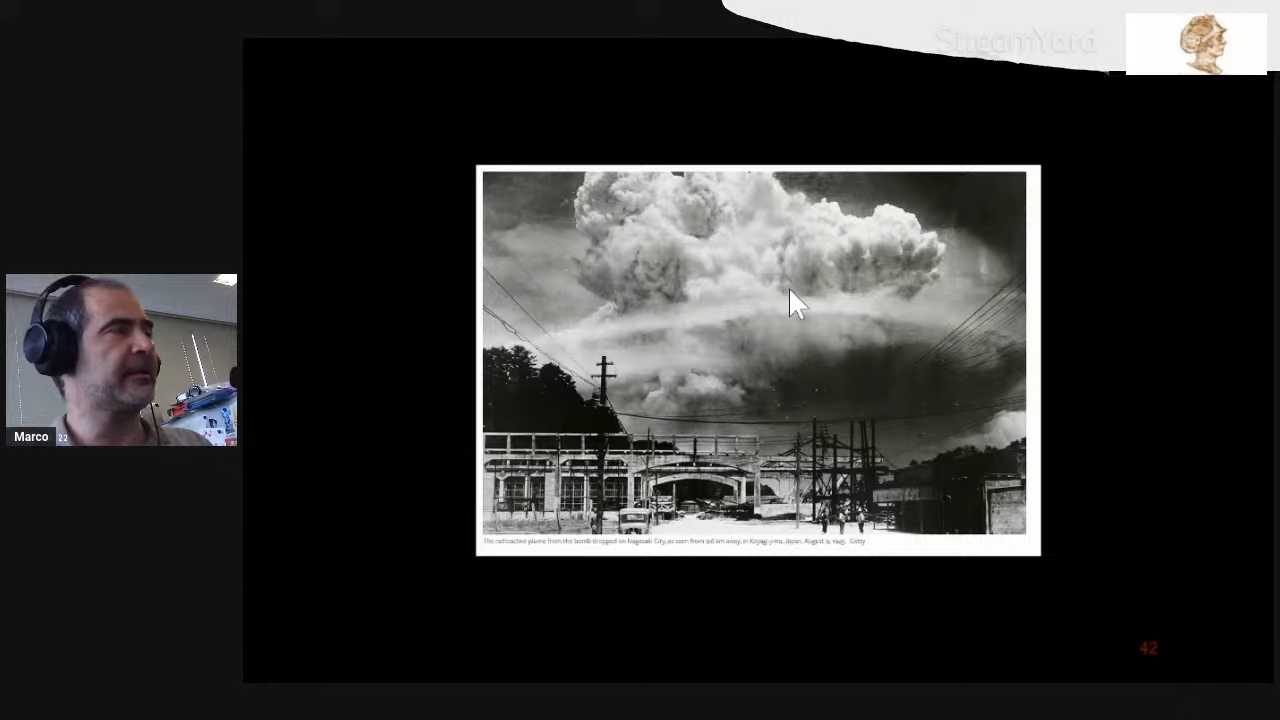 StreamYard
Marco
The radioactive plume from the bomb dropped on Nagasaki City, as seen from 9.6 km away, in Koyagi-jima, Japan, August 9, 1945. Getty
42